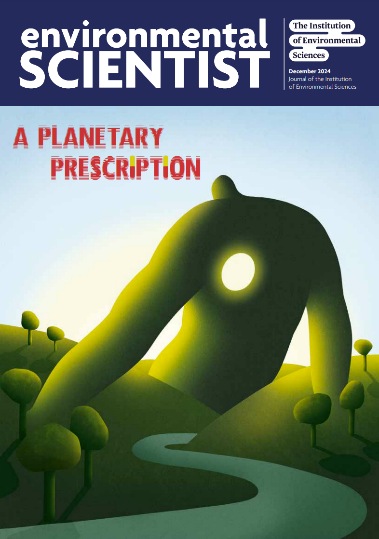 environmental
SCIENTIST
The Institution
of Environmental
Sciences
December 2024
Journal of the Institution
of Environmental Sciences
A PLANETARY
PRESCRIPTION